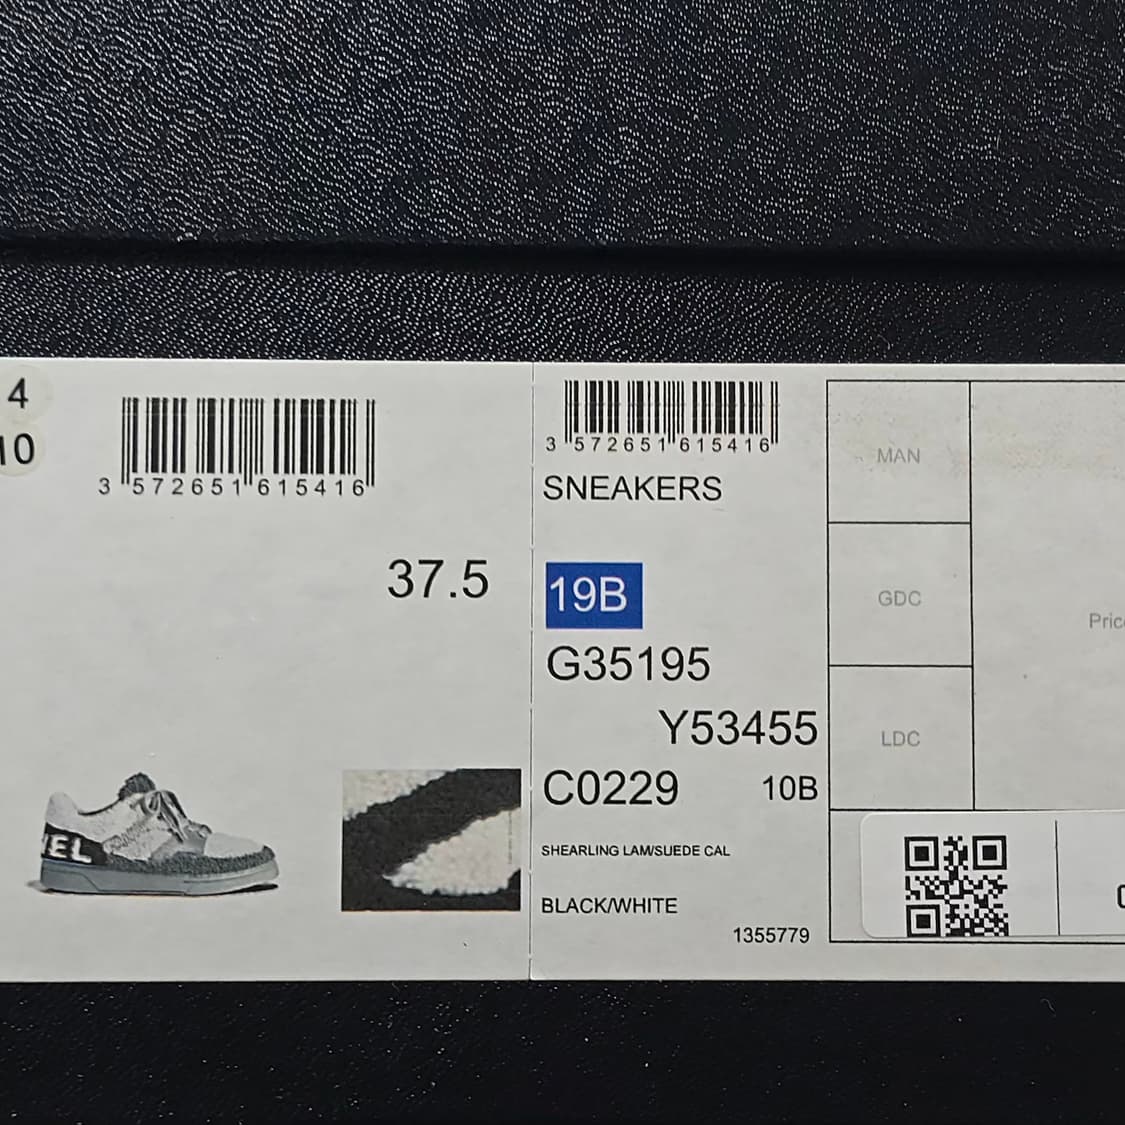 4
10
3 572651 615416
37.5
3 572651 615416
SNEAKERS
19B
G35195
Y53455
C0229 10B
SHEARLING LAM/SUEDE CAL
BLACK/WHITE
1355779
MAN
GDC
LDC